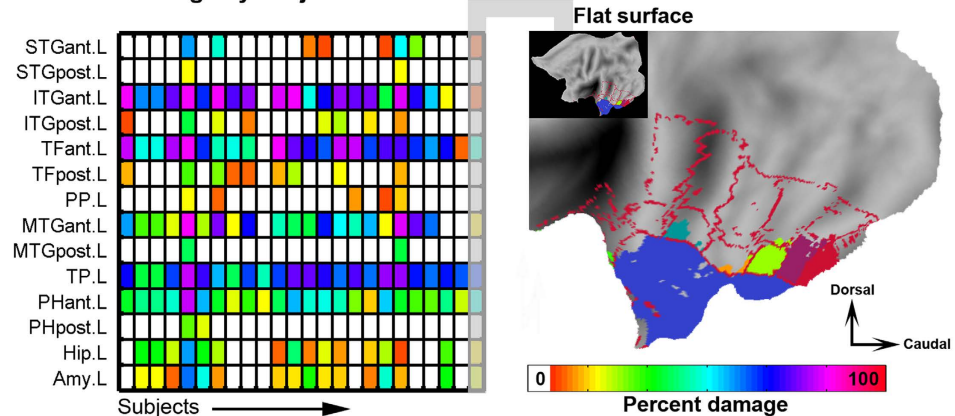 Flat surface
STGant.L
STGpost.L
ITGant.L
ITGpost.L
TFant.L
TFpost.L
PP.L
MTGant.L
MTGpost.L
TP.L
PHant.L
PHpost.L
Hip.L
Amy.L
Subjects
Dorsal
Caudal
0
100
Percent damage